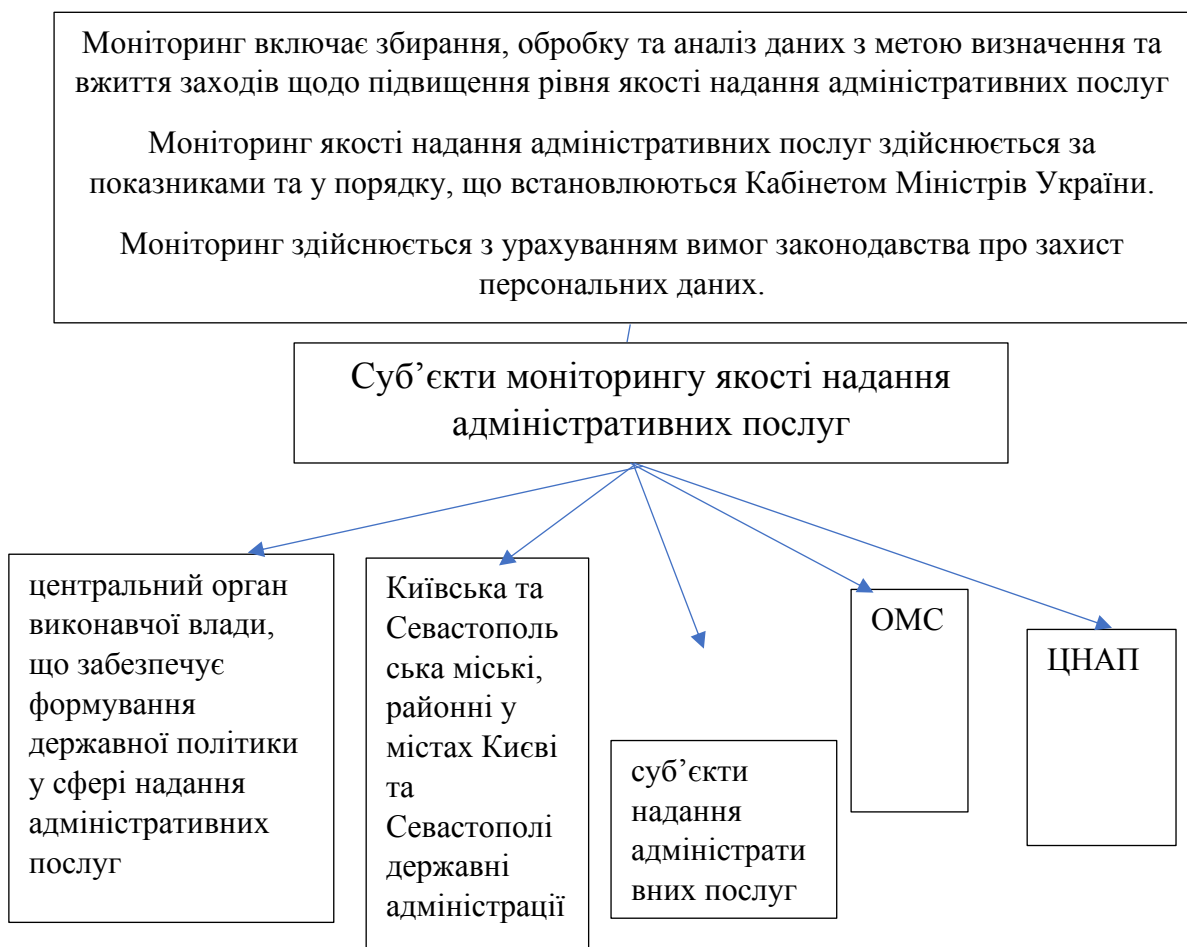 Моніторинг включає збирання, обробку та аналіз даних з метою визначення та
вжиття заходів щодо підвищення рівня якості надання адміністративних послуг
Моніторинг якості надання адміністративних послуг здійснюється за
показниками та у порядку, що встановлюються Кабінетом Міністрів України.
Моніторинг здійснюється з урахуванням вимог законодавства про захист
персональних даних.
Суб’єкти моніторингу якості надання
адміністративних послуг
центральний орган
виконавчої влади,
що забезпечує
формування
державної політики
у сфері надання
адміністративних
послуг
Київська та
Севастополь
ська міські,
районні у
містах Києві
та
Севастополі
державні
адміністрації
суб’єкти
надання
адміністрати
вних послуг
ОМС
ЦНАП